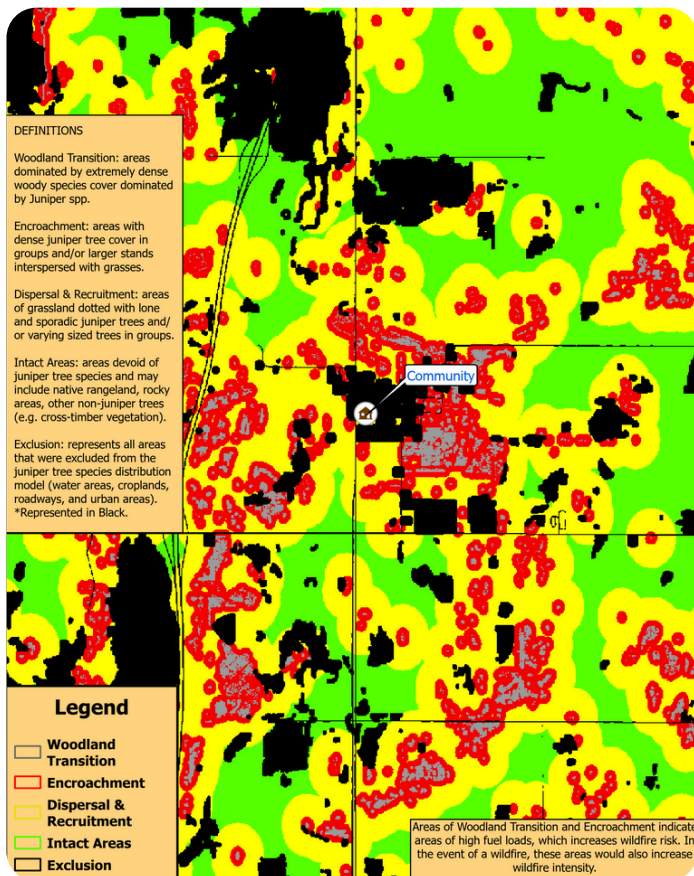 DEFINITIONS
Woodland Transition: areas
dominated by extremely dense
woody species cover dominated
by Juniper spp.
Encroachment: areas with
dense juniper tree cover in
groups and/or larger stands
interspersed with grasses.
Dispersal & Recruitment: areas
of grassland dotted with lone
and sporadic juniper trees and/
or varying sized trees in groups.
Intact Areas: areas devoid of
juniper tree species and may
include native rangeland, rocky
areas, other non-juniper trees
(e.g. cross-timber vegetation).
Exclusion: represents all areas
that were excluded from the
juniper tree species distribution
model (water areas, croplands,
roadways, and urban areas).
*Represented in Black.
Community
Legend
Woodland
Transition
Encroachment
Dispersal &
Recruitment
Intact Areas
Exclusion
Areas of Woodland Transition and Encroachment indicate
areas of high fuel loads, which increases wildfire risk. In
the event of a wildfire, these areas would also increase
wildfire intensity.